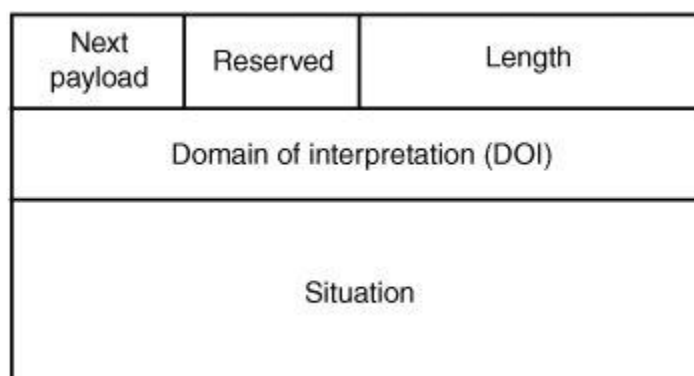 Next
payload
Reserved
Length
Domain of interpretation (DOI)
Situation